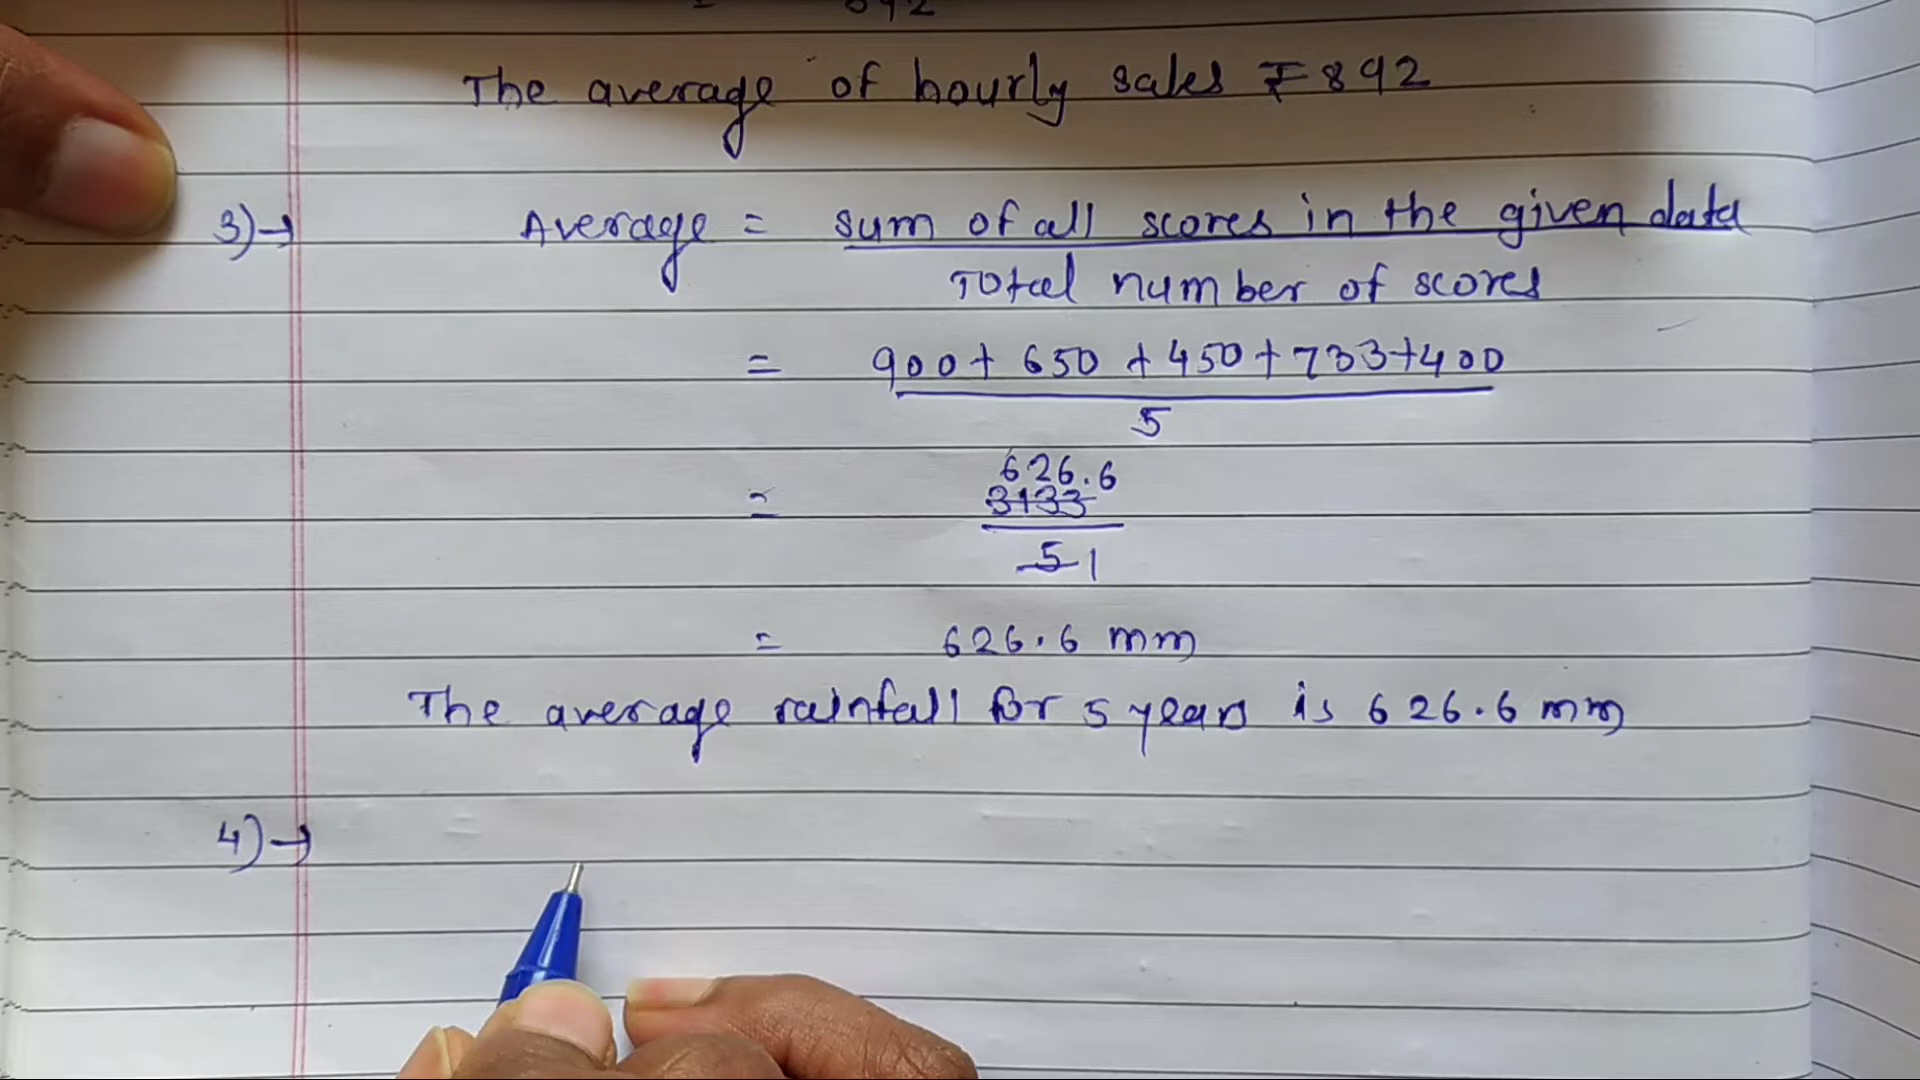 The average of hourly sales ₹892
3)→ Average = sum of all scores in the given data
Total number of scores
= 900+ 650 + 450+ 733+400
5
626.6
= 3133
5 1
= 626.6 mm
The average rainfall for 5 years is 626.6 mm
4)→